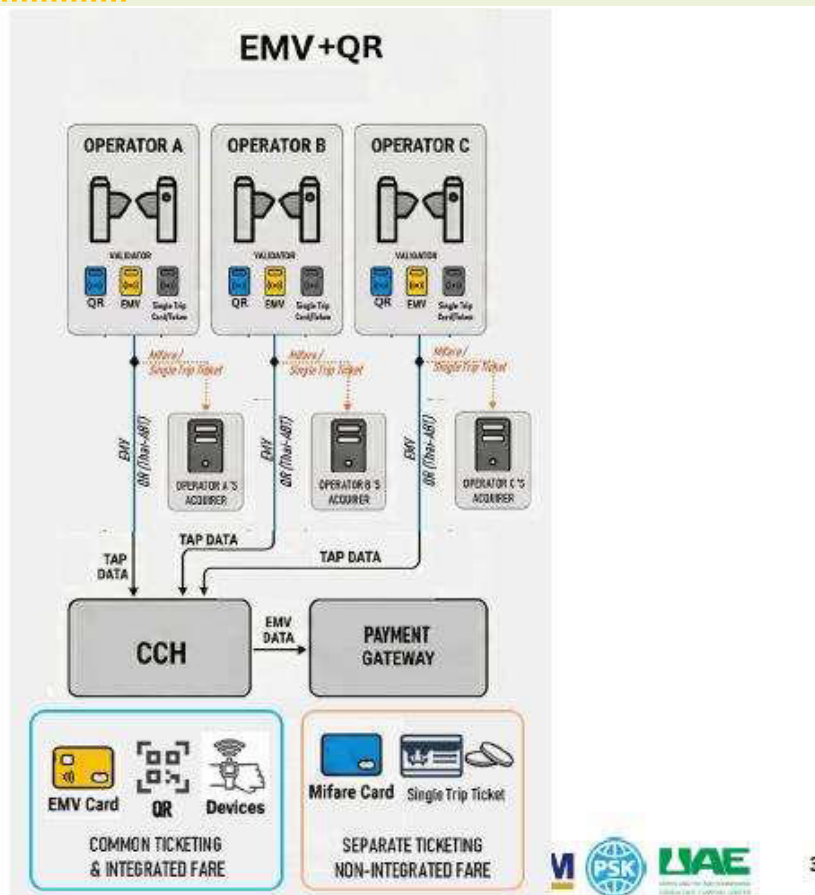 EMV+QR
OPERATOR A
OPERATOR B
OPERATOR C
VALIDATOR
VALIDATOR
VALIDATOR
QR
EMV
Single Trip
Card/Token
QR
EMV
Single Trip
Card/Token
QR
EMV
Single Trip
Card/Token
Mifare /
Single Trip Ticket
Mifare /
Single Trip Ticket
Mifare /
Single Trip Ticket
EMV
QR (Thai-ABT)
EMV
QR (Thai-ABT)
EMV
QR (Thai-ABT)
OPERATOR A'S
ACQUIRER
OPERATOR B'S
ACQUIRER
OPERATOR C'S
ACQUIRER
TAP
DATA
TAP DATA
TAP DATA
CCH
EMV
DATA
PAYMENT
GATEWAY
EMV Card
QR
Devices
COMMON TICKETING
& INTEGRATED FARE
Mifare Card
Single Trip Ticket
SEPARATE TICKETING
NON-INTEGRATED FARE
M
PSK
UAE
3